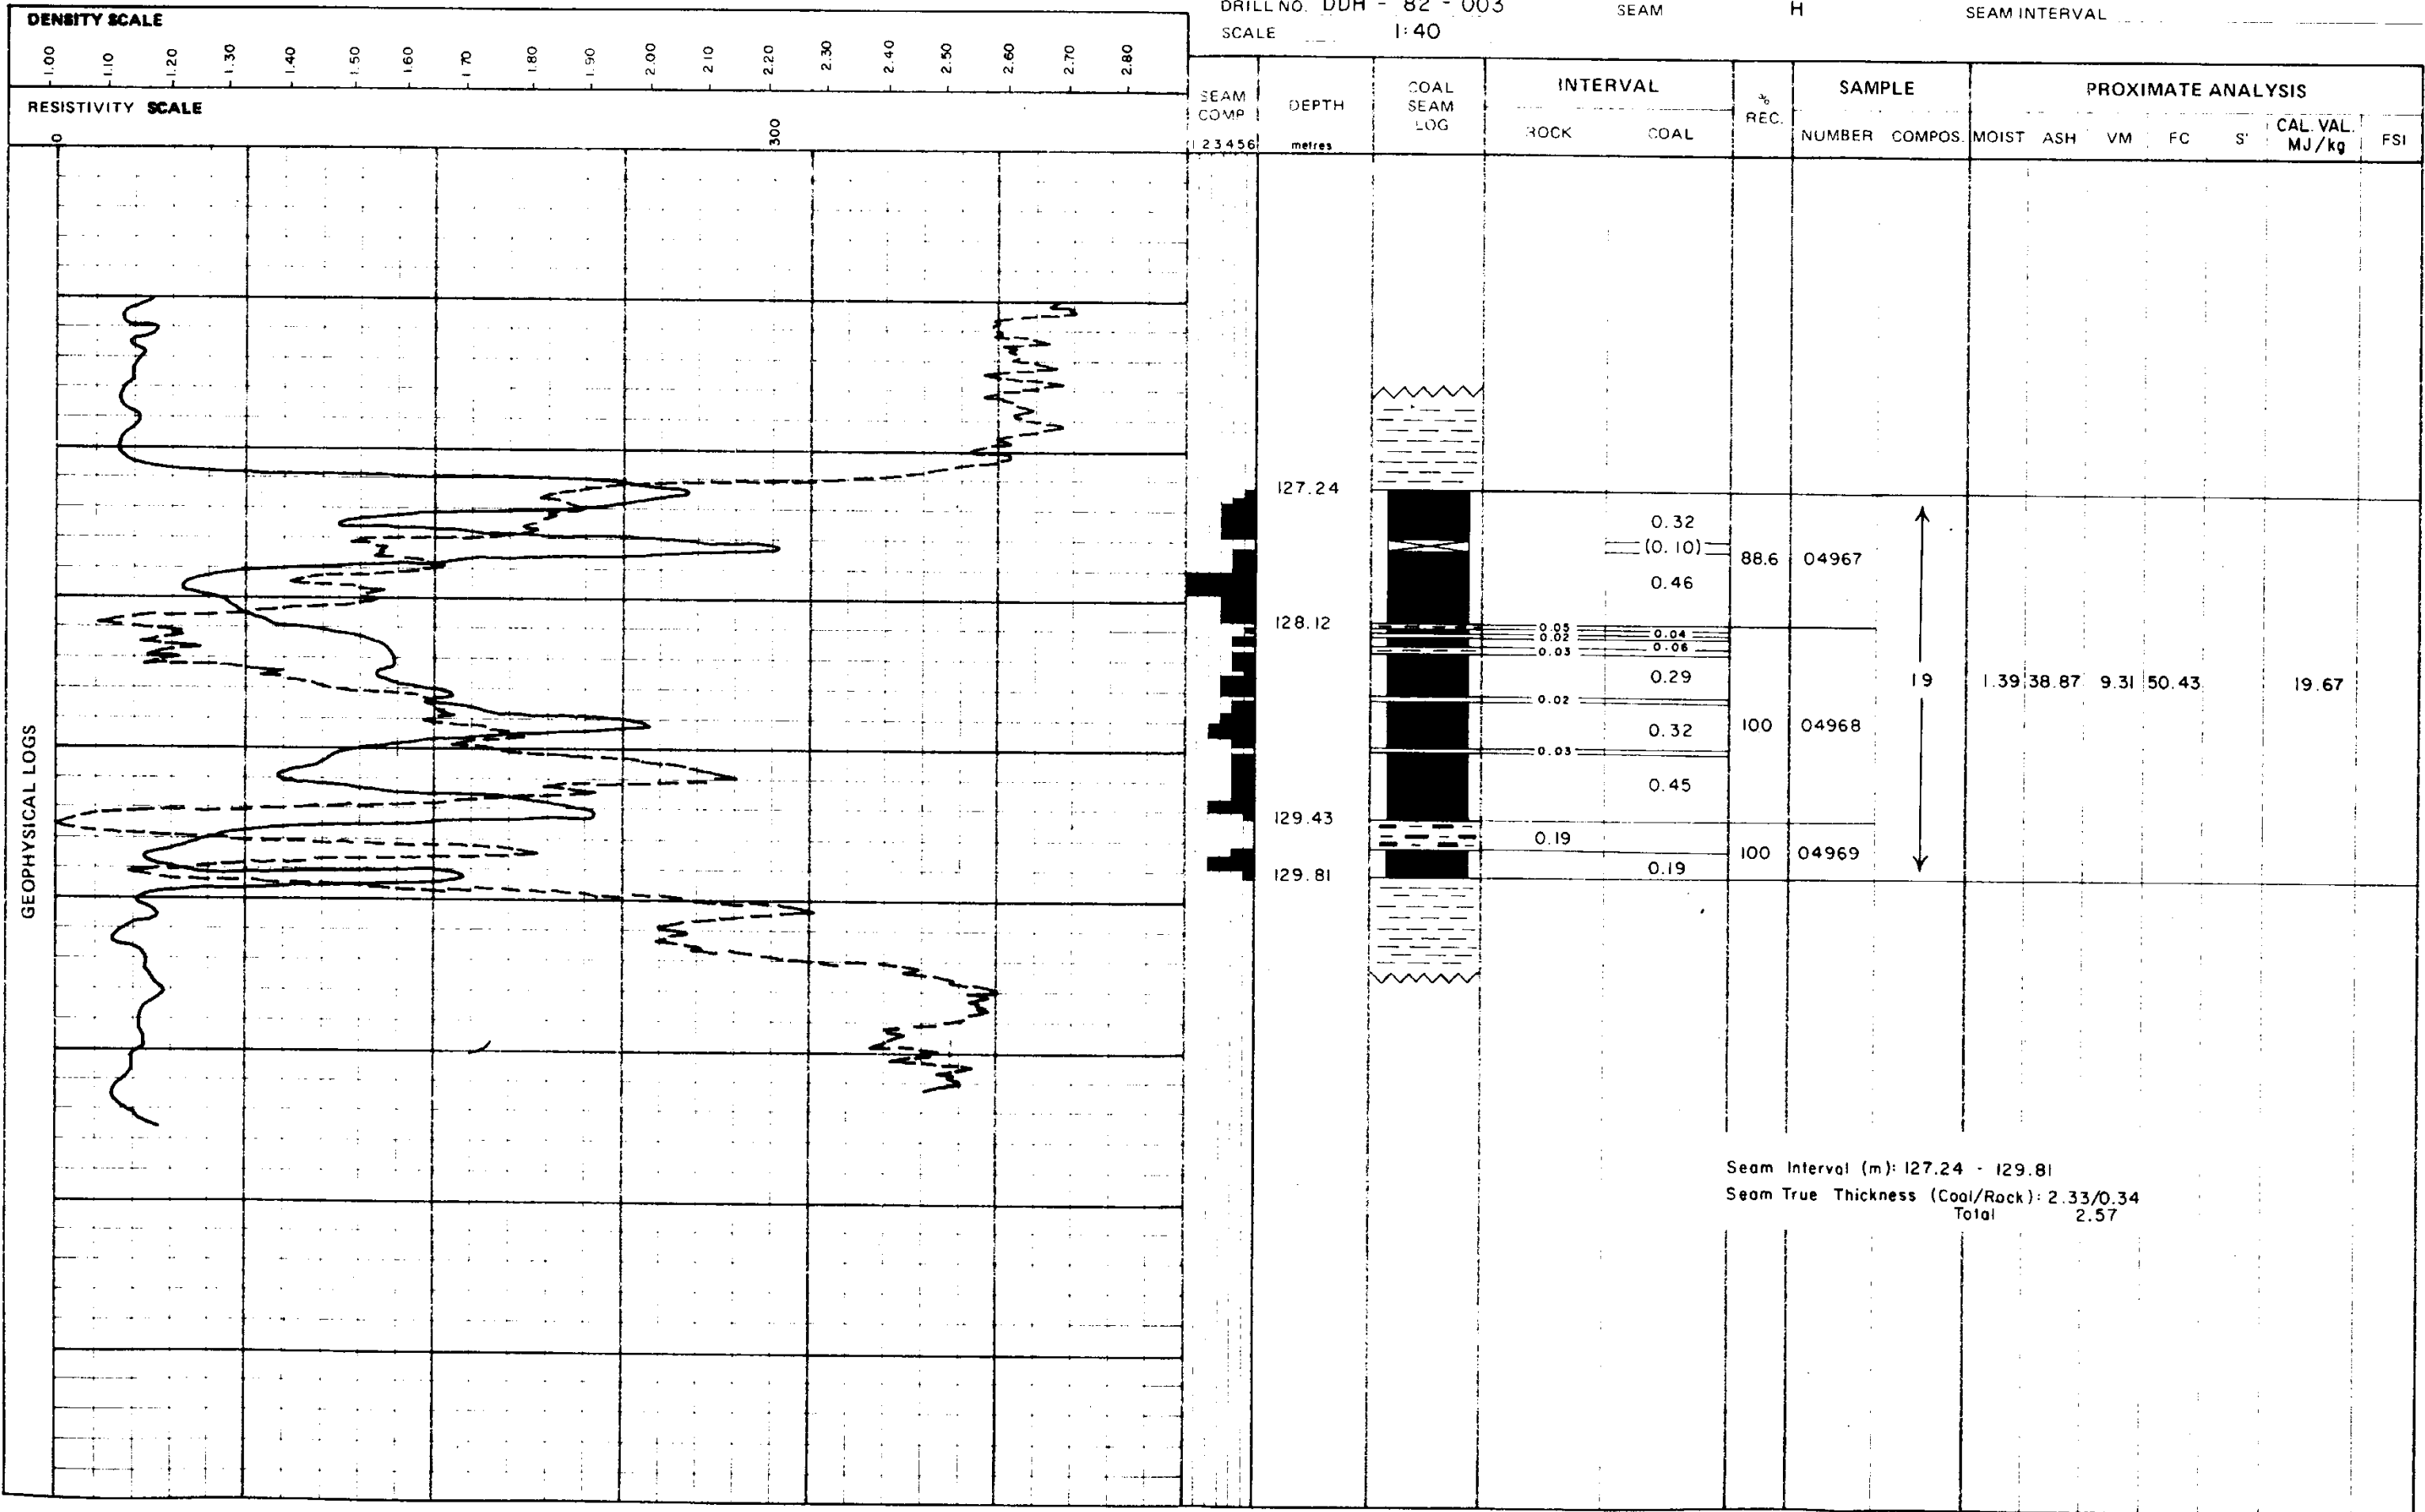 DRILL NO. DDH - 82 - 003 SEAM H SEAM INTERVAL
SCALE 1:40
DENSITY SCALE
1.00 1.10 1.20 1.30 1.40 1.50 1.60 1.70 1.80 1.90 2.00 2.10 2.20 2.30 2.40 2.50 2.60 2.70 2.80
RESISTIVITY SCALE
0 300
SEAM COMP
1 2 3 4 5 6
DEPTH
metres
COAL SEAM LOG
INTERVAL
ROCK COAL
% REC.
SAMPLE
NUMBER COMPOS.
PROXIMATE ANALYSIS
MOIST ASH VM FC S' CAL. VAL. MJ/kg FSI
GEOPHYSICAL LOGS
127.24
0.32
(0.10)
88.6 04967
0.46
128.12
0.05
0.04
0.02
0.06
0.03
0.29
19 1.39 38.87 9.31 50.43 19.67
0.02
0.32
100 04968
0.03
0.45
129.43
0.19
100 04969
0.19
129.81
Seam Interval (m): 127.24 - 129.81
Seam True Thickness (Coal/Rock): 2.33/0.34
Total 2.57